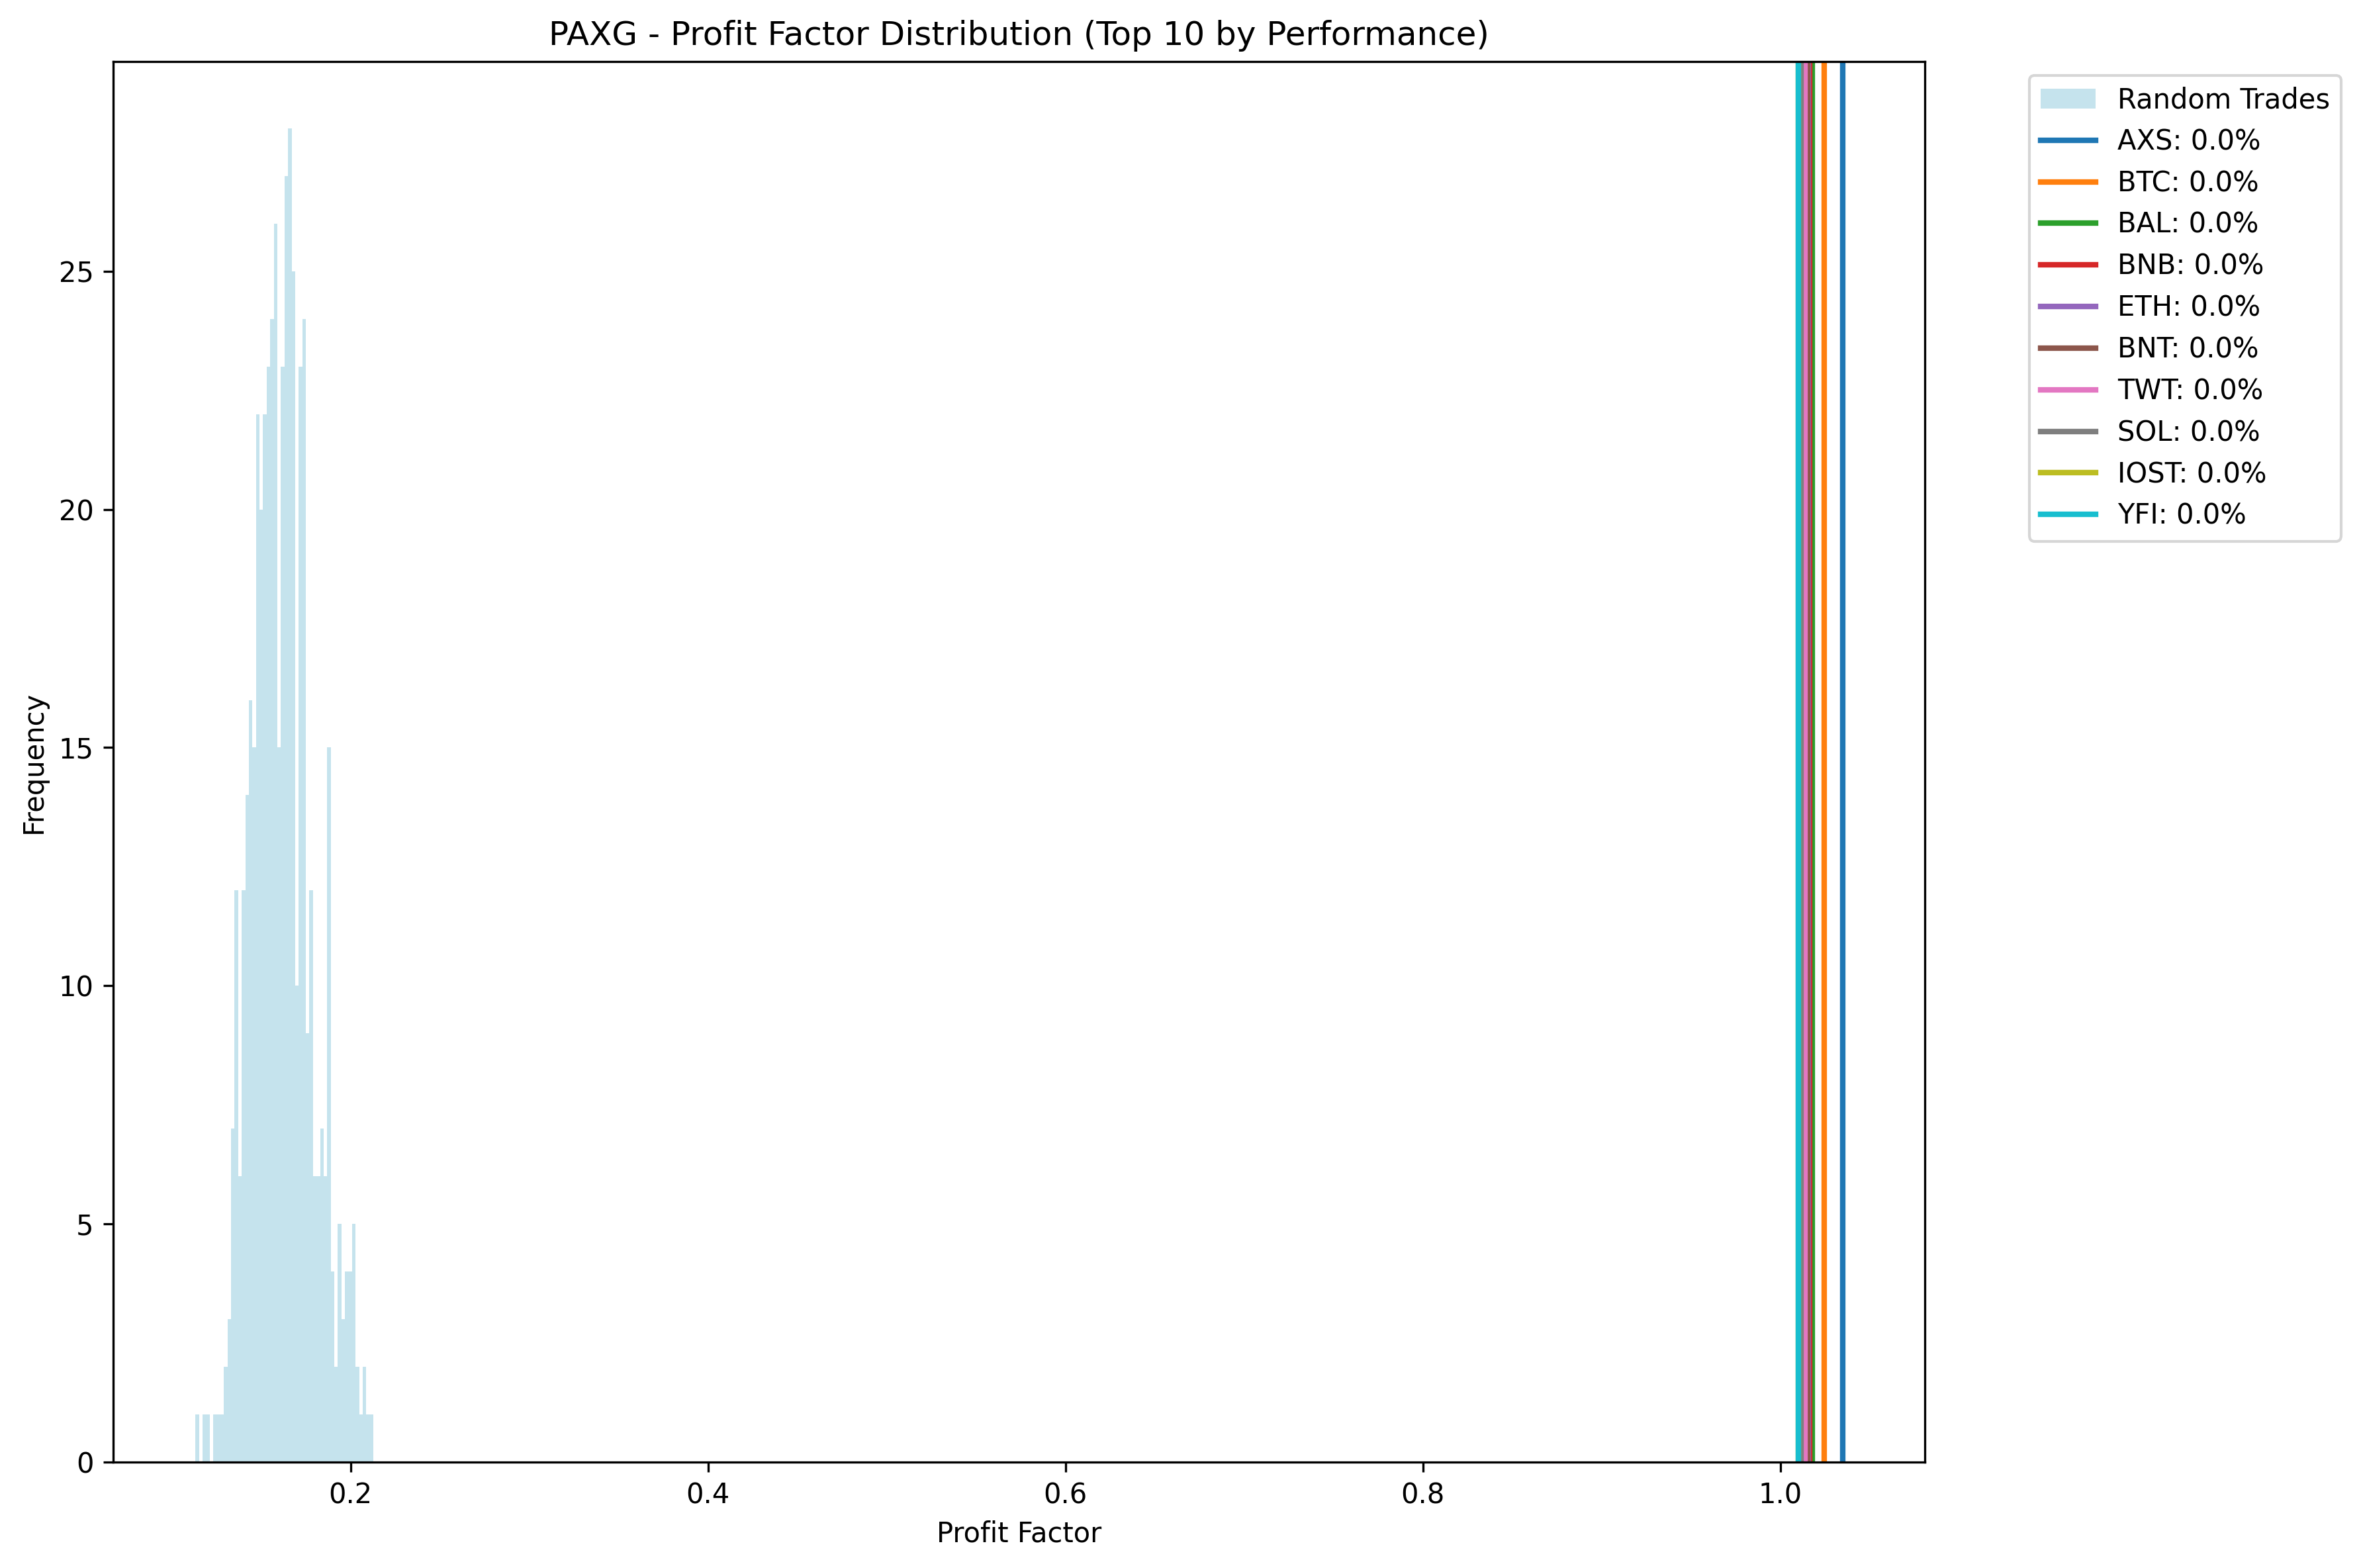 PAXG - Profit Factor Distribution (Top 10 by Performance)
Random Trades
AXS: 0.0%
BTC: 0.0%
BAL: 0.0%
BNB: 0.0%
ETH: 0.0%
BNT: 0.0%
TWT: 0.0%
SOL: 0.0%
IOST: 0.0%
YFI: 0.0%
Frequency
25
20
15
10
5
0
0.2 0.4 0.6 0.8 1.0
Profit Factor